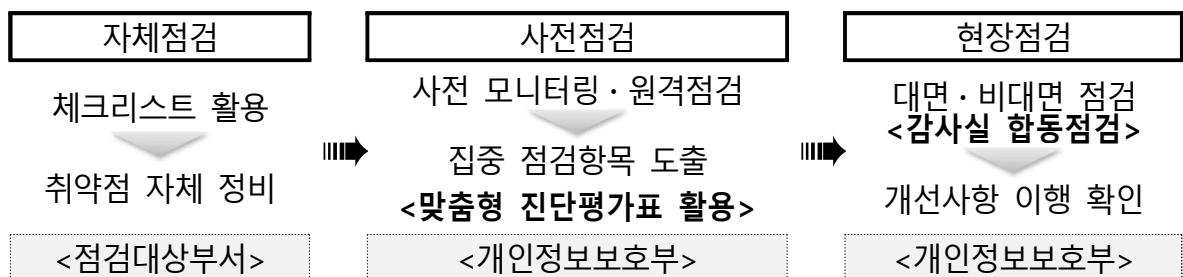 자체점검
체크리스트 활용
취약점 자체 정비
<점검대상부서>
사전점검
사전 모니터링·원격점검
집중 점검항목 도출
<맞춤형 진단평가표 활용>
<개인정보보호부>
현장점검
대면·비대면 점검
<감사실 합동점검>
개선사항 이행 확인
<개인정보보호부>